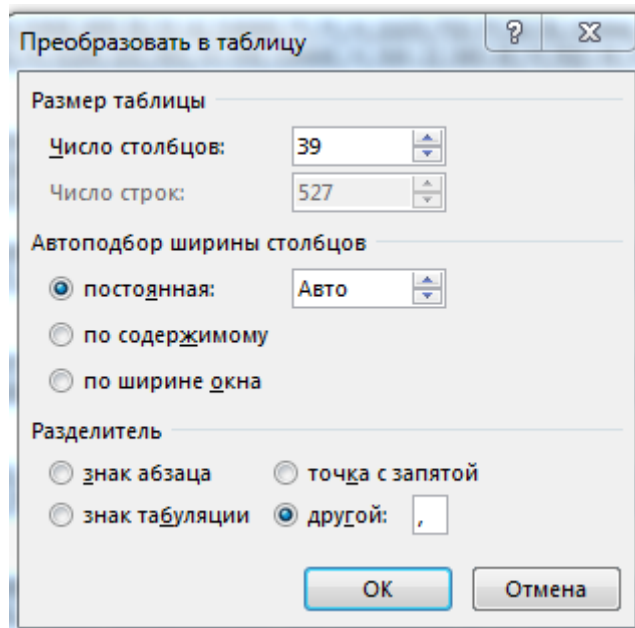 Преобразовать в таблицу
Размер таблицы
Число столбцов: 39
Число строк: 527
Автоподбор ширины столбцов
постоянная: Авто
по содержимому
по ширине окна
Разделитель
знак абзаца точка с запятой
знак табуляции другой: ,
ОК Отмена